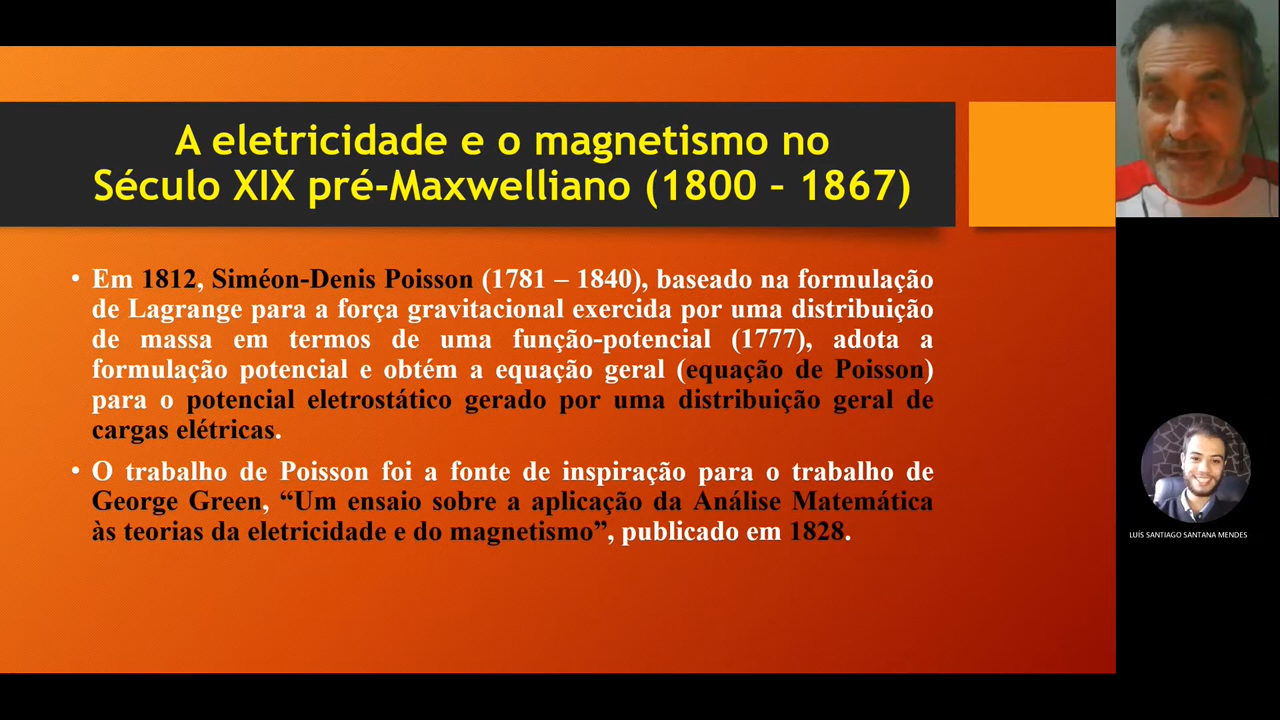 A eletricidade e o magnetismo no
Século XIX pré-Maxwelliano (1800 – 1867)
• Em 1812, Siméon-Denis Poisson (1781 – 1840), baseado na formulação
de Lagrange para a força gravitacional exercida por uma distribuição
de massa em termos de uma função-potencial (1777), adota a
formulação potencial e obtém a equação geral (equação de Poisson)
para o potencial eletrostático gerado por uma distribuição geral de
cargas elétricas.
• O trabalho de Poisson foi a fonte de inspiração para o trabalho de
George Green, “Um ensaio sobre a aplicação da Análise Matemática
às teorias da eletricidade e do magnetismo”, publicado em 1828.
LUÍS SANTIAGO SANTANA MENDES